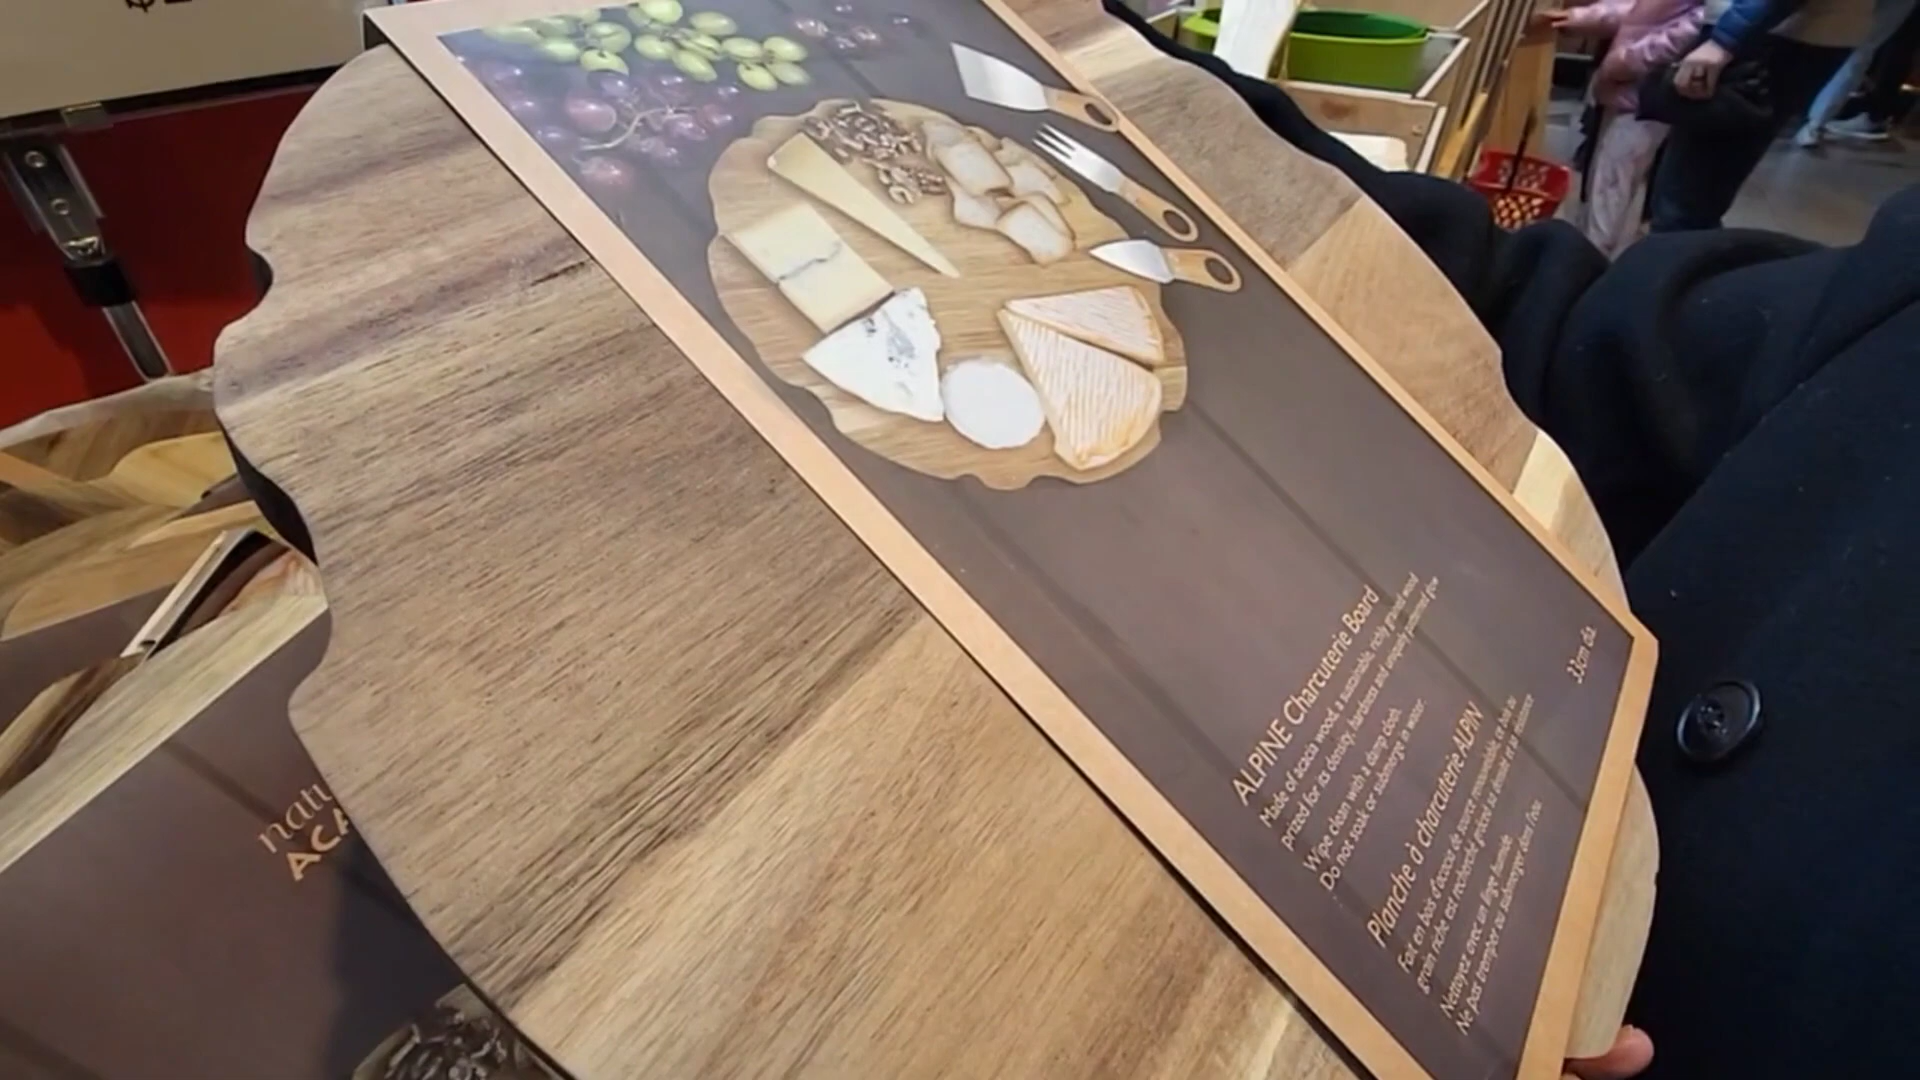 ALPINE Charcuterie Board
Made of acacia wood, a sustainable, richly grained wood
prized for its density, hardness and uniquely patterned
Wipe clean with a damp cloth
Do not soak or submerge in water.
Planche à charcuterie ALPIN
Fait en bois d'acacia de source renouvelable, ce bois au
grain riche est recherché grâce à sa densité et sa résistance
Nettoyez avec un linge humide
Ne pas tremper ou submerger dans l'eau
33cm dia
natu
ACA